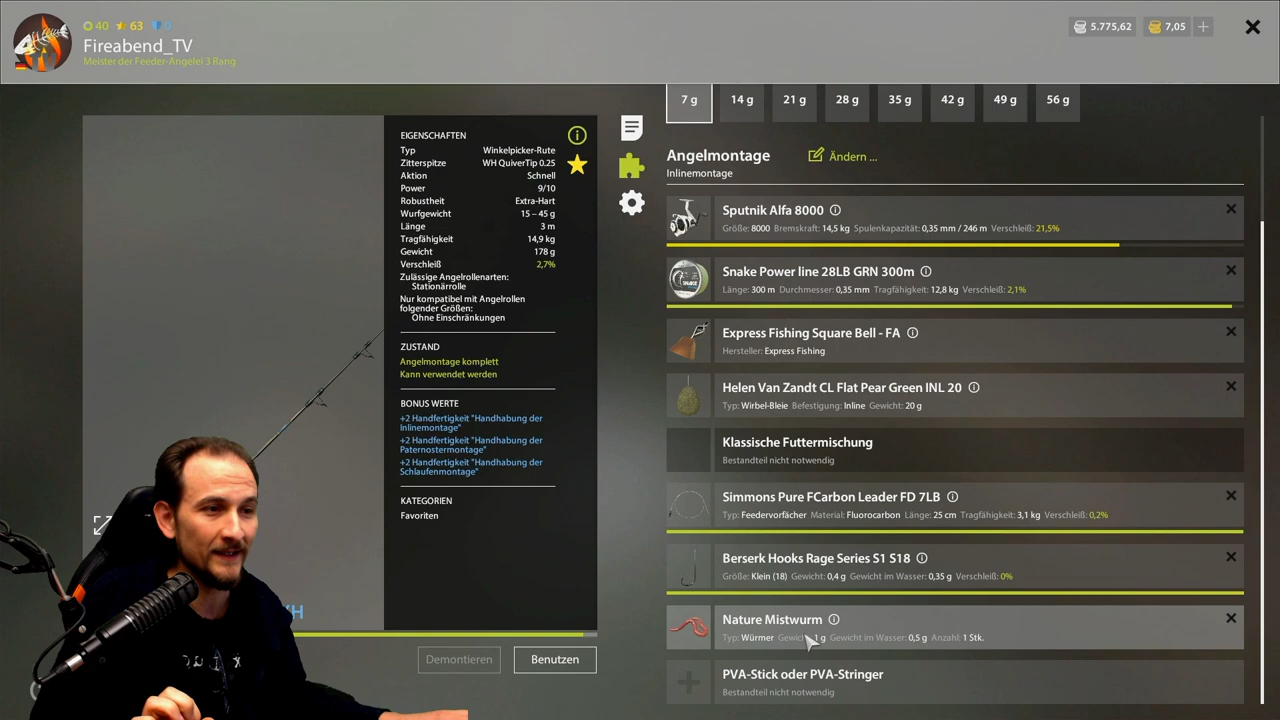 40 63 0
Fireabend_TV
Meister der Feeder-Angelei 3 Rang
5.775,62 7,05
7 g 14 g 21 g 28 g 35 g 42 g 49 g 56 g
EIGENSCHAFTEN
Typ Winkelpicker-Rute
Zitterspitze WH QuiverTip 0.25
Aktion Schnell
Power 9/10
Robustheit Extra-Hart
Wurfgewicht 15 – 45 g
Länge 3 m
Tragfähigkeit 14,9 kg
Gewicht 178 g
Verschleiß 2,7%
Zulässige Angelrollenarten:
Stationärrolle
Nur kompatibel mit Angelrollen
folgender Größen:
Ohne Einschränkungen
ZUSTAND
Angelmontage komplett
Kann verwendet werden
BONUS WERTE
+2 Handfertigkeit "Handhabung der
Inlinemontage"
+2 Handfertigkeit "Handhabung der
Paternostermontage"
+2 Handfertigkeit "Handhabung der
Schlaufenmontage"
KATEGORIEN
Favoriten
Demontieren Benutzen
Angelmontage Ändern ...
Inlinemontage
Sputnik Alfa 8000
Größe: 8000 Bremskraft: 14,5 kg Spulenkapazität: 0,35 mm / 246 m Verschleiß: 21,5%
Snake Power line 28LB GRN 300m
Länge: 300 m Durchmesser: 0,35 mm Tragfähigkeit: 12,8 kg Verschleiß: 2,1%
Express Fishing Square Bell - FA
Hersteller: Express Fishing
Helen Van Zandt CL Flat Pear Green INL 20
Typ: Wirbel-Bleie Befestigung: Inline Gewicht: 20 g
Klassische Futtermischung
Bestandteil nicht notwendig
Simmons Pure FCarbon Leader FD 7LB
Typ: Feedervorfächer Material: Fluorocarbon Länge: 25 cm Tragfähigkeit: 3,1 kg Verschleiß: 0,2%
Berserk Hooks Rage Series S1 S18
Größe: Klein (18) Gewicht: 0,4 g Gewicht im Wasser: 0,35 g Verschleiß: 0%
Nature Mistwurm
Typ: Würmer 1 g Gewicht im Wasser: 0,5 g Anzahl: 1 Stk.
PVA-Stick oder PVA-Stringer
Bestandteil nicht notwendig